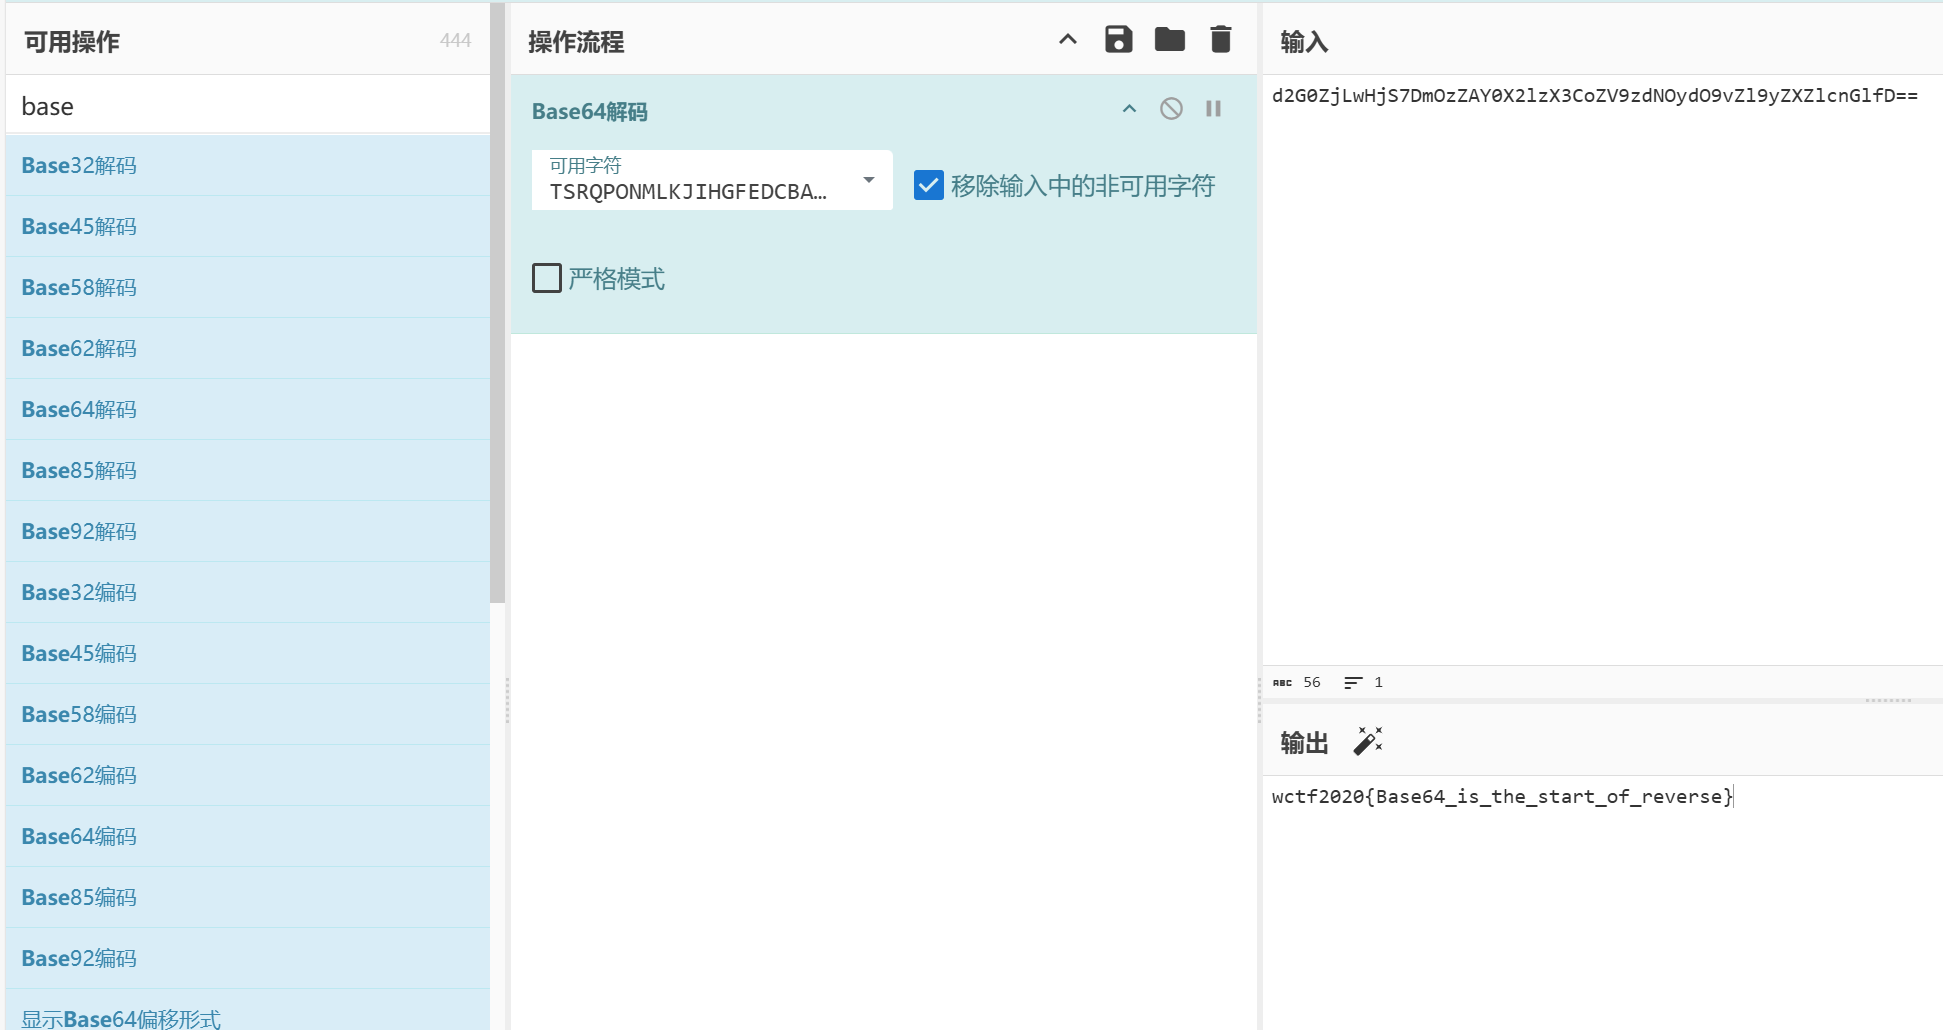 可用操作
444
base
Base32解码
Base45解码
Base58解码
Base62解码
Base64解码
Base85解码
Base92解码
Base32编码
Base45编码
Base58编码
Base62编码
Base64编码
Base85编码
Base92编码
显示Base64偏移形式
操作流程
Base64解码
可用字符
TSRQPONMLKJIHGFEDCBA…
移除输入中的非可用字符
严格模式
输入
d2G0ZjLwHjS7DmOzZAY0X2lzX3CoZV9zdNOydO9vZl9yZXZlcnGlfD==
ABC 56
1
输出
wctf2020{Base64_is_the_start_of_reverse}